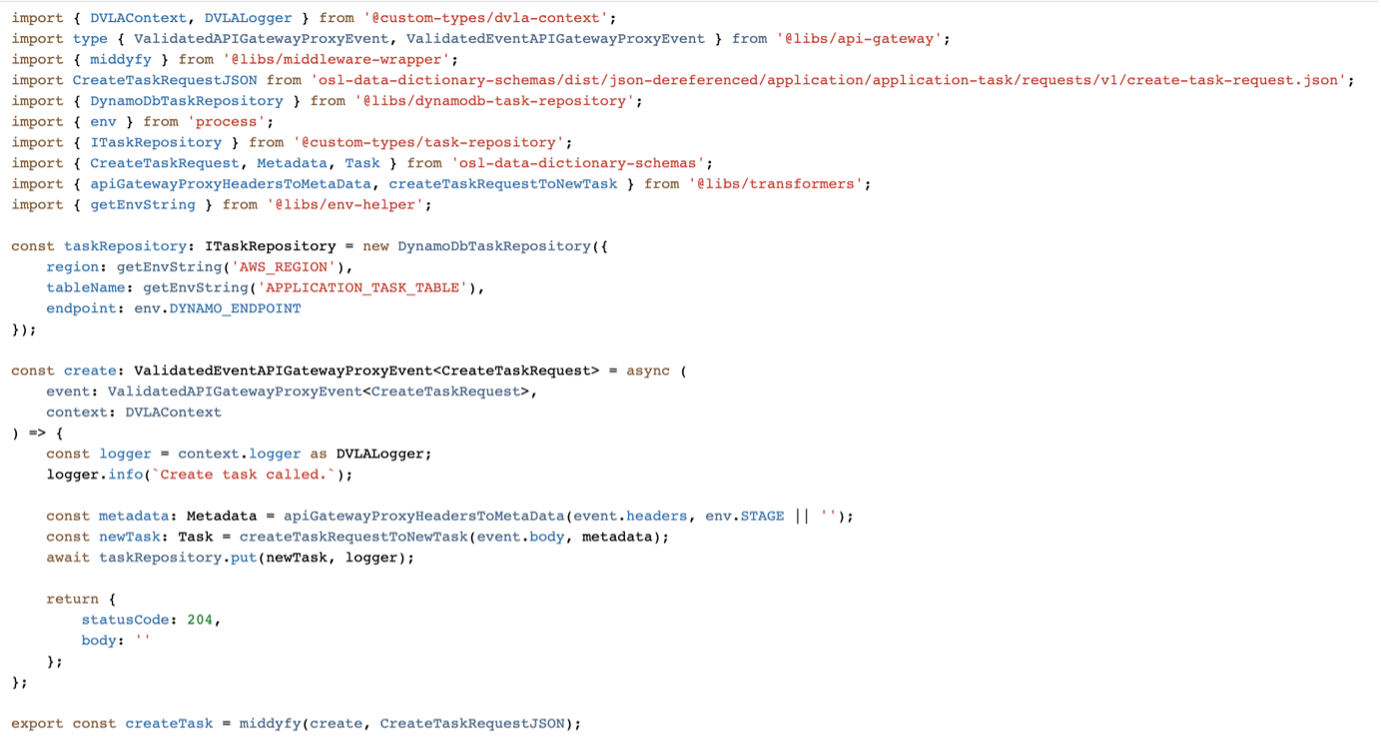 import { DVLAContext, DVLALogger } from '@custom-types/dvla-context';
import type { ValidatedAPIGatewayProxyEvent, ValidatedEventAPIGatewayProxyEvent } from '@libs/api-gateway';
import { middyfy } from '@libs/middleware-wrapper';
import CreateTaskRequestJSON from 'osl-data-dictionary-schemas/dist/json-dereferenced/application/application-task/requests/v1/create-task-request.json';
import { DynamoDbTaskRepository } from '@libs/dynamodb-task-repository';
import { env } from 'process';
import { ITaskRepository } from '@custom-types/task-repository';
import { CreateTaskRequest, Metadata, Task } from 'osl-data-dictionary-schemas';
import { apiGatewayProxyHeadersToMetaData, createTaskRequestToNewTask } from '@libs/transformers';
import { getEnvString } from '@libs/env-helper';

const taskRepository: ITaskRepository = new DynamoDbTaskRepository({
    region: getEnvString('AWS_REGION'),
    tableName: getEnvString('APPLICATION_TASK_TABLE'),
    endpoint: env.DYNAMO_ENDPOINT
});

const create: ValidatedEventAPIGatewayProxyEvent<CreateTaskRequest> = async (
    event: ValidatedAPIGatewayProxyEvent<CreateTaskRequest>,
    context: DVLAContext
) => {
    const logger = context.logger as DVLALogger;
    logger.info(`Create task called.`);

    const metadata: Metadata = apiGatewayProxyHeadersToMetaData(event.headers, env.STAGE || '');
    const newTask: Task = createTaskRequestToNewTask(event.body, metadata);
    await taskRepository.put(newTask, logger);

    return {
        statusCode: 204,
        body: ''
    };
};

export const createTask = middyfy(create, CreateTaskRequestJSON);